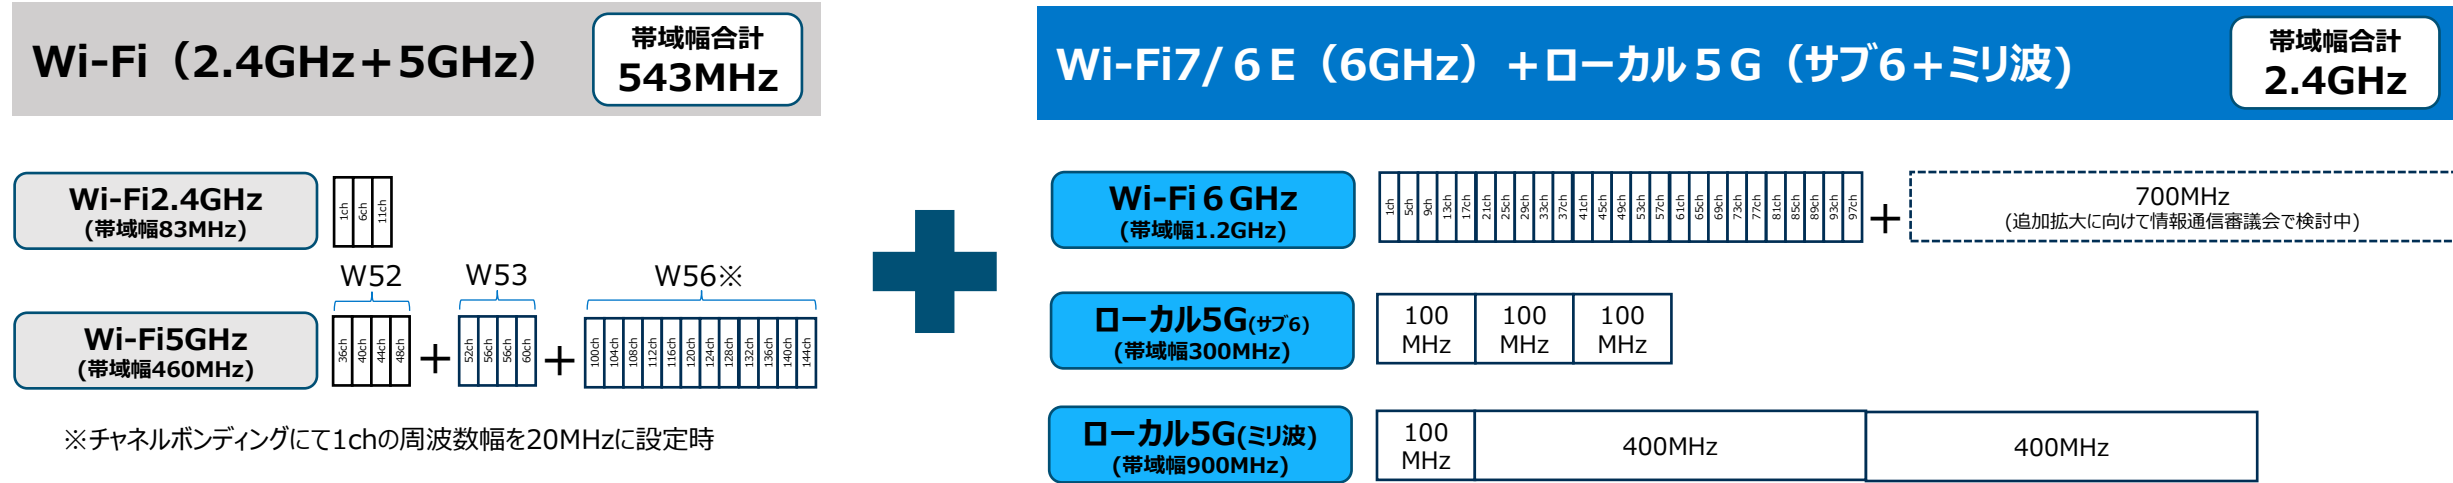 Wi-Fi（2.4GHz＋5GHz）
帯域幅合計
543MHz
Wi-Fi2.4GHz
(帯域幅83MHz)
1ch
6ch
11ch
W52
W53
W56※
Wi-Fi5GHz
(帯域幅460MHz)
36ch
40ch
44ch
48ch
+
52ch
56ch
56ch
60ch
+
100ch
104ch
108ch
112ch
116ch
120ch
124ch
128ch
132ch
136ch
140ch
144ch
※チャネルボンディングにて1chの周波数幅を20MHzに設定時
Wi-Fi7/６E（6GHz）＋ローカル５G（サブ6＋ミリ波)
帯域幅合計
2.4GHz
Wi-Fi６GHz
(帯域幅1.2GHz)
1ch
5ch
9ch
13ch
17ch
21ch
25ch
29ch
33ch
37ch
41ch
45ch
49ch
53ch
57ch
61ch
65ch
69ch
73ch
77ch
81ch
85ch
89ch
93ch
97ch
+
700MHz
(追加拡大に向けて情報通信審議会で検討中)
ローカル5G(サブ6)
(帯域幅300MHz)
100
MHz
100
MHz
100
MHz
ローカル5G(ミリ波)
(帯域幅900MHz)
100
MHz
400MHz
400MHz